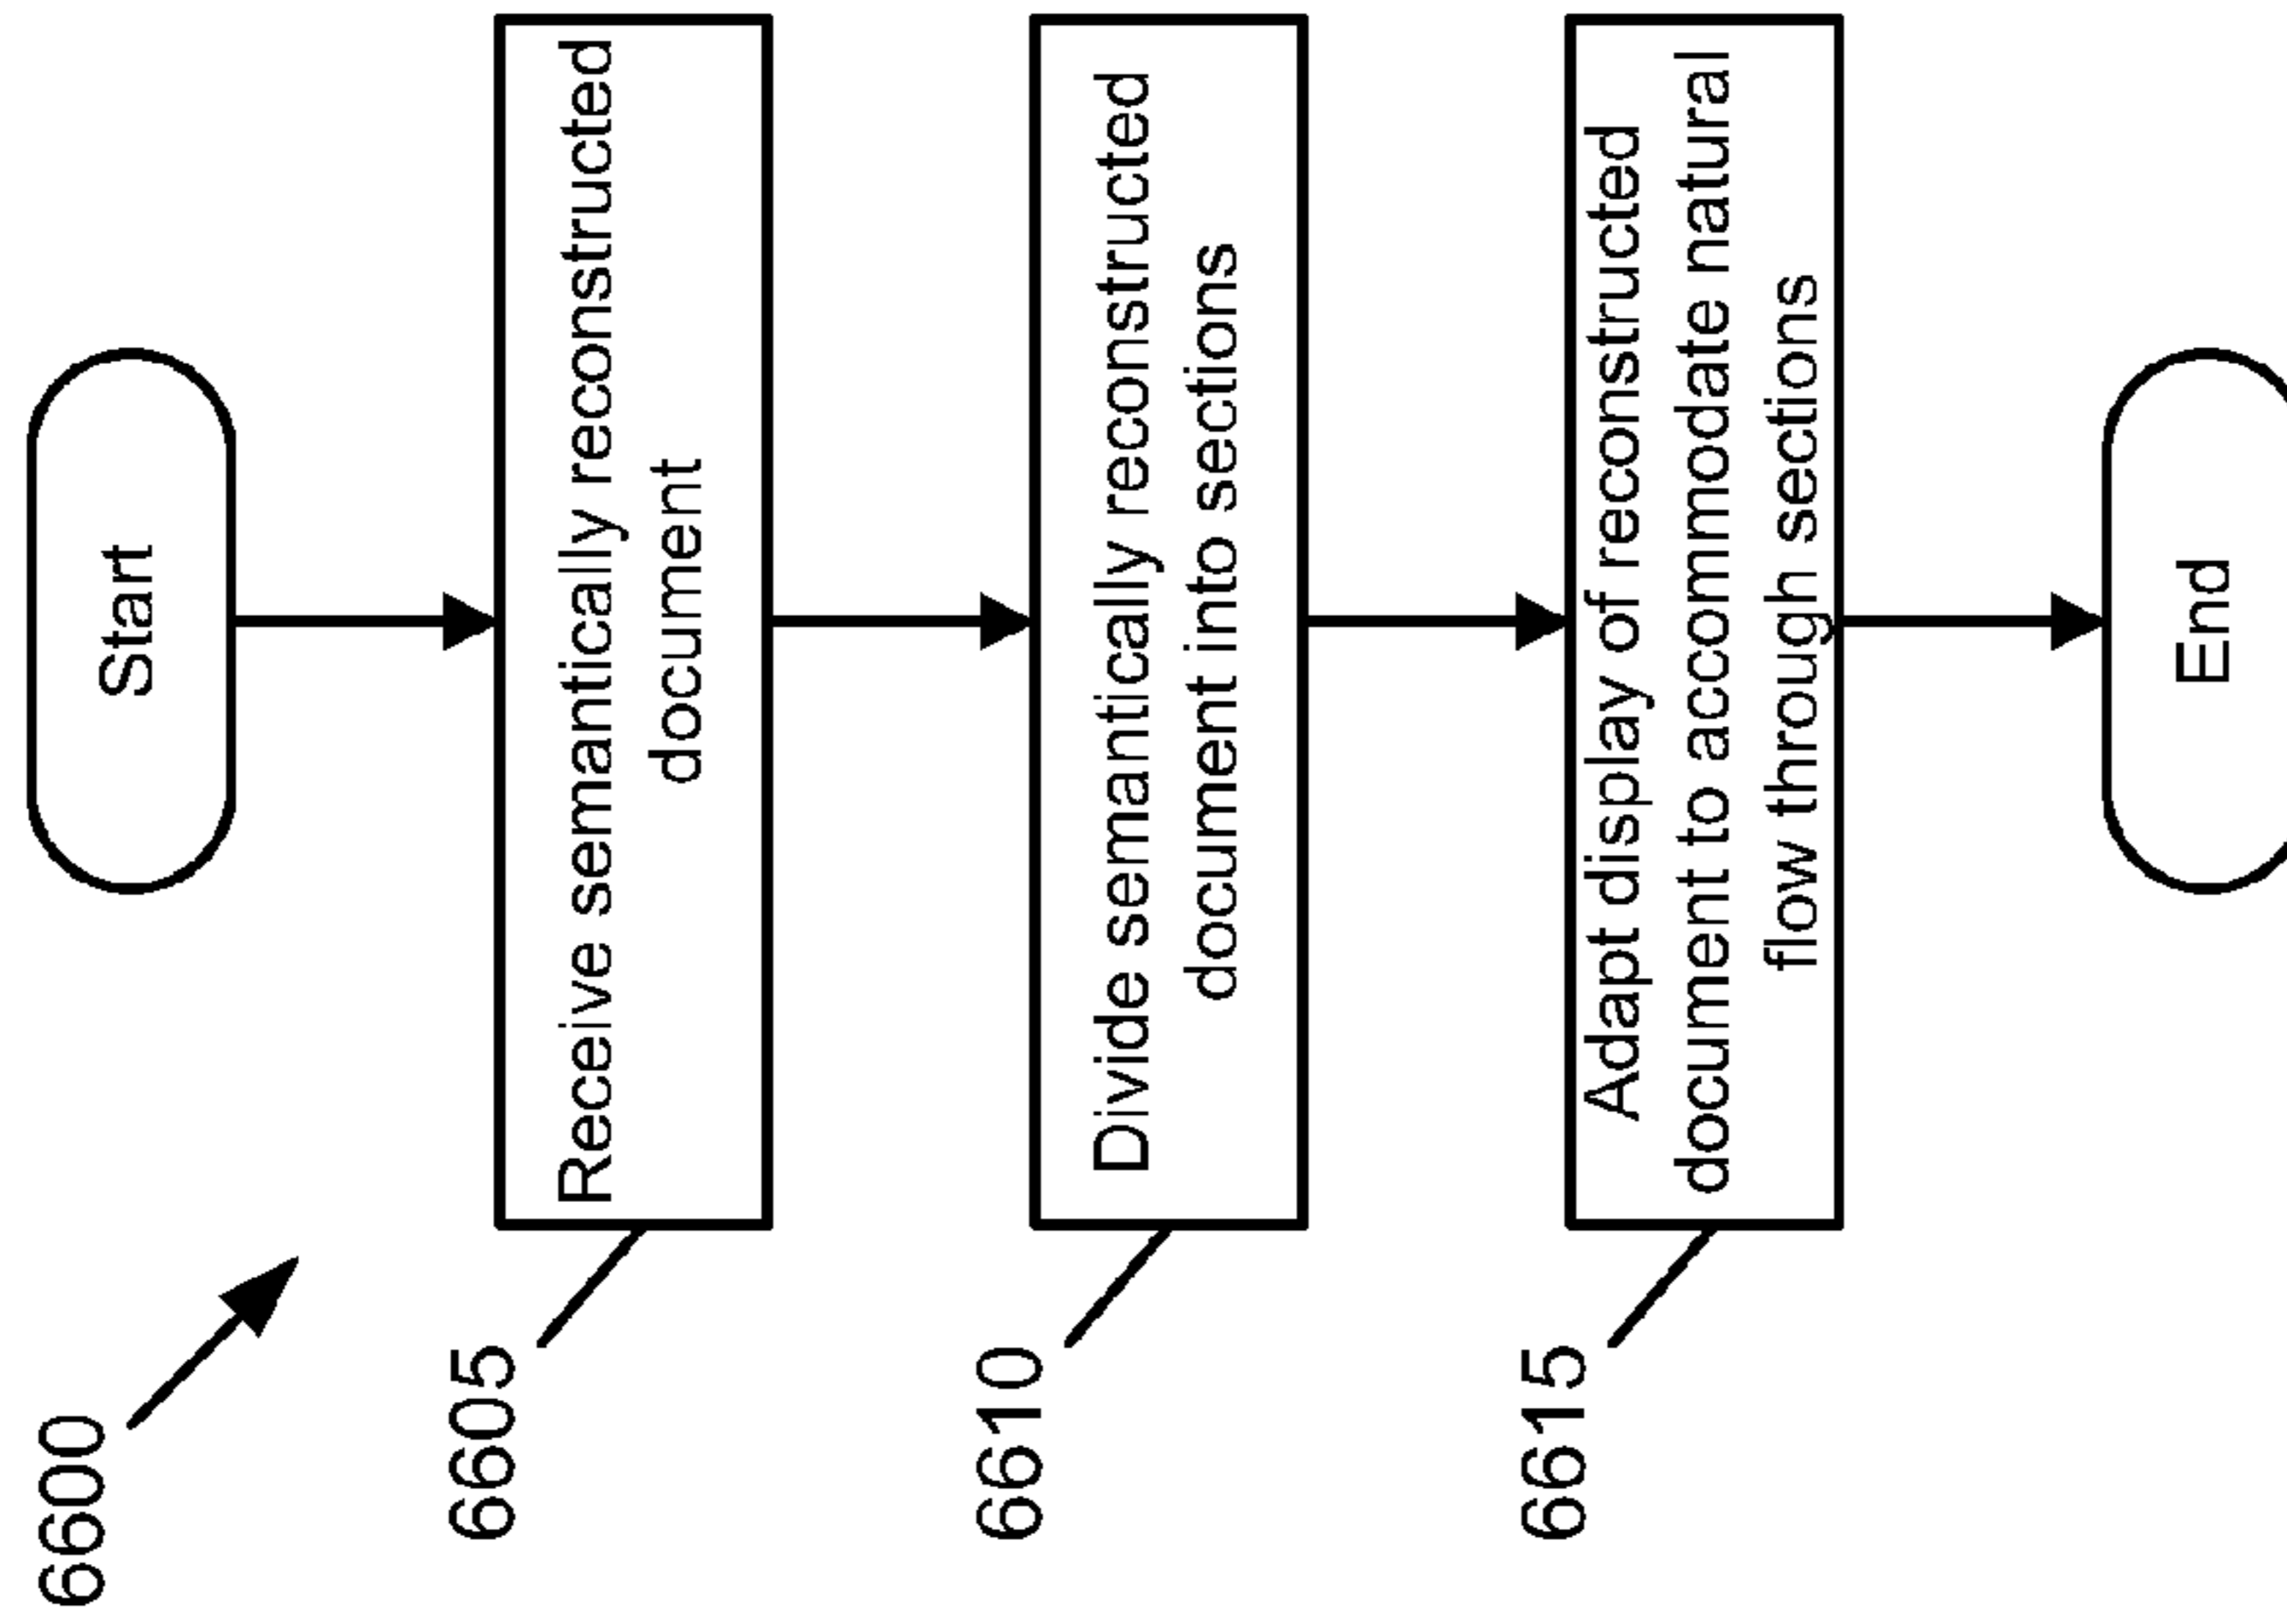 6600
Start
6605
Receive semantically reconstructed
document
6610
Divide semantically reconstructed
document into sections
6615
Adapt display of reconstructed
document to accommodate natural
flow through sections
End